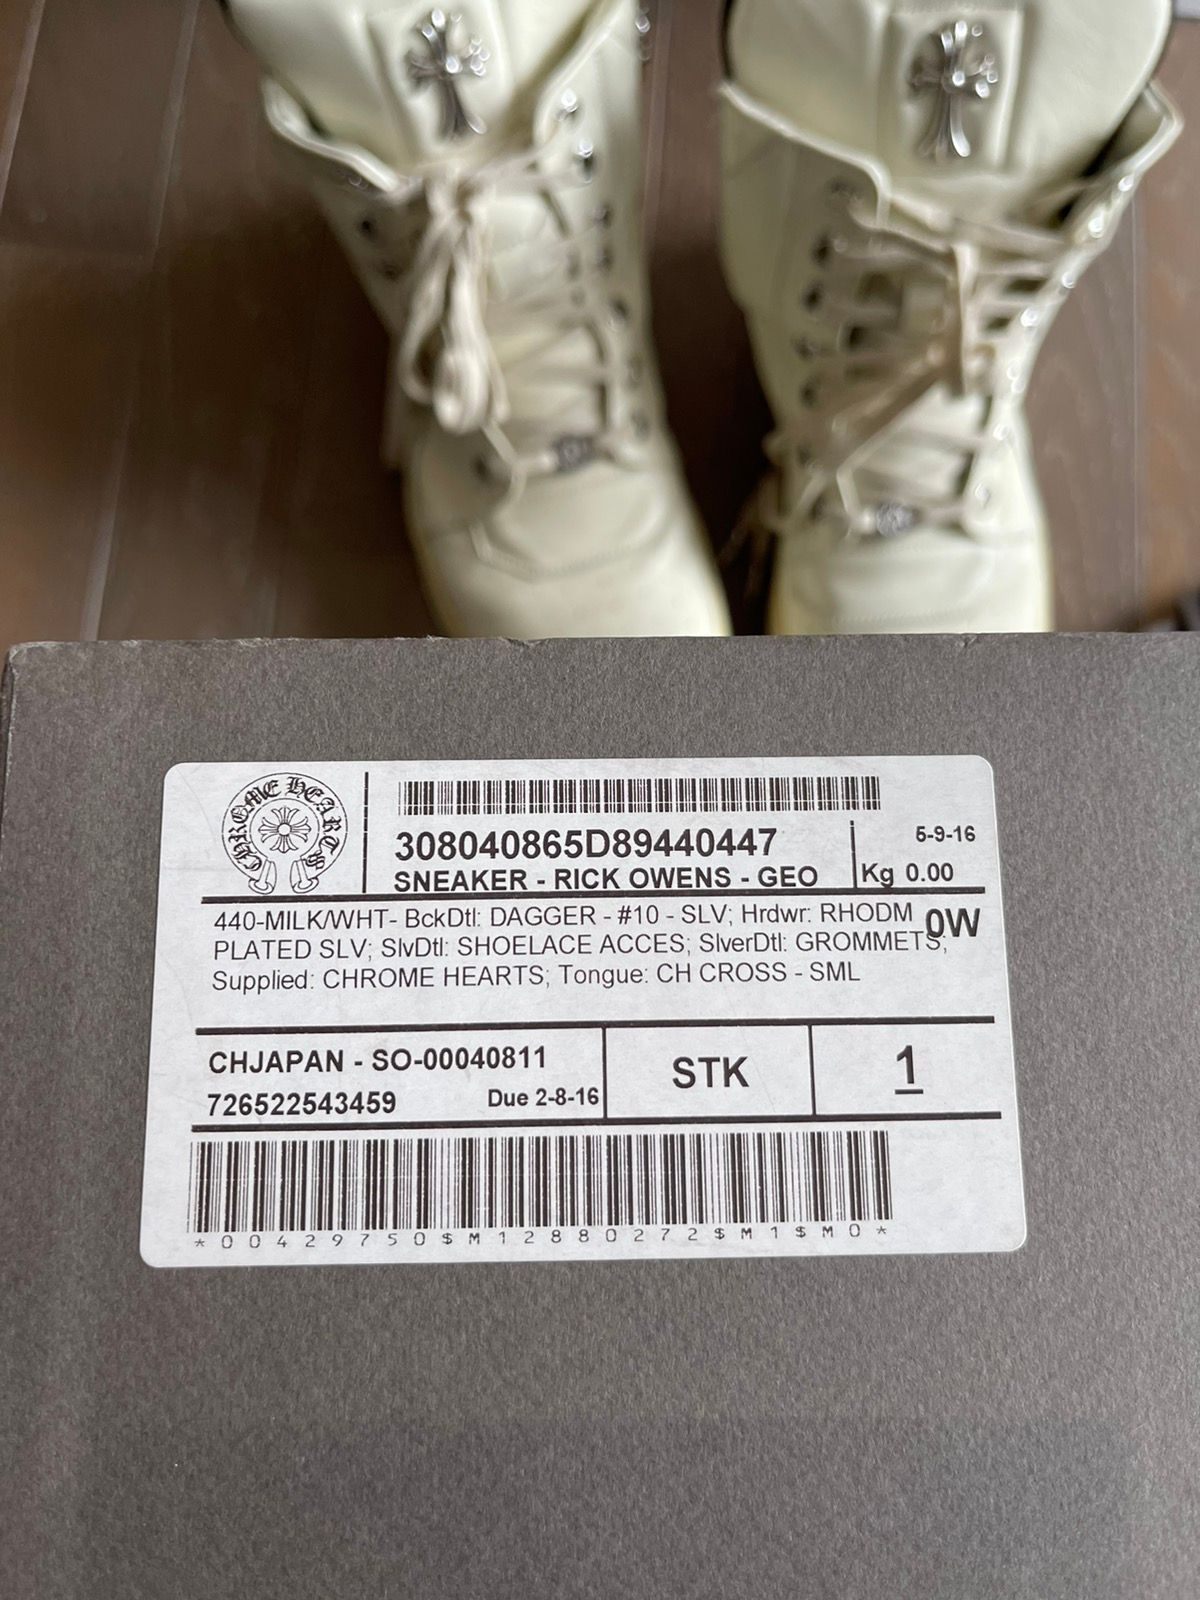 CHROME HEARTS
308040865D89440447
5-9-16
SNEAKER - RICK OWENS - GEO
Kg 0.00
440-MILK/WHT- BckDtl: DAGGER - #10 - SLV; Hrdwr: RHODM
0W
PLATED SLV; SlvDtl: SHOELACE ACCES; SlverDtl: GROMMETS;
Supplied: CHROME HEARTS; Tongue: CH CROSS - SML
CHJAPAN - SO-00040811
726522543459
Due 2-8-16
STK
1
*00429750$M12880272$M1$M0*